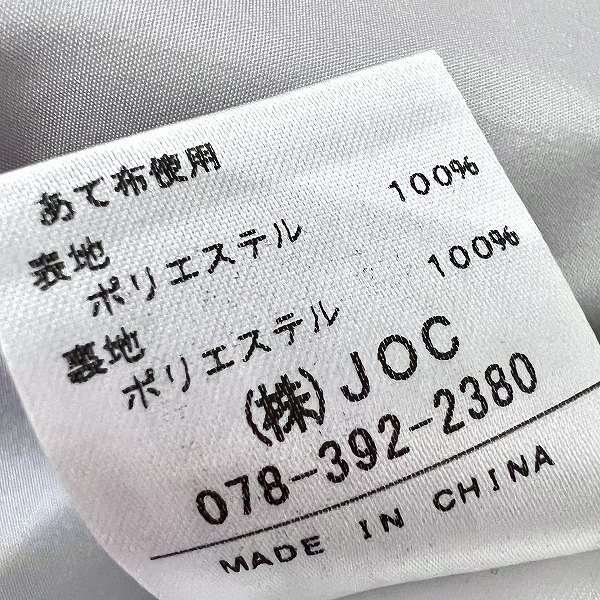 あて布使用
表地
ポリエステル 100%
裏地
ポリエステル 100%
(株)JOC
078-392-2380
MADE IN CHINA